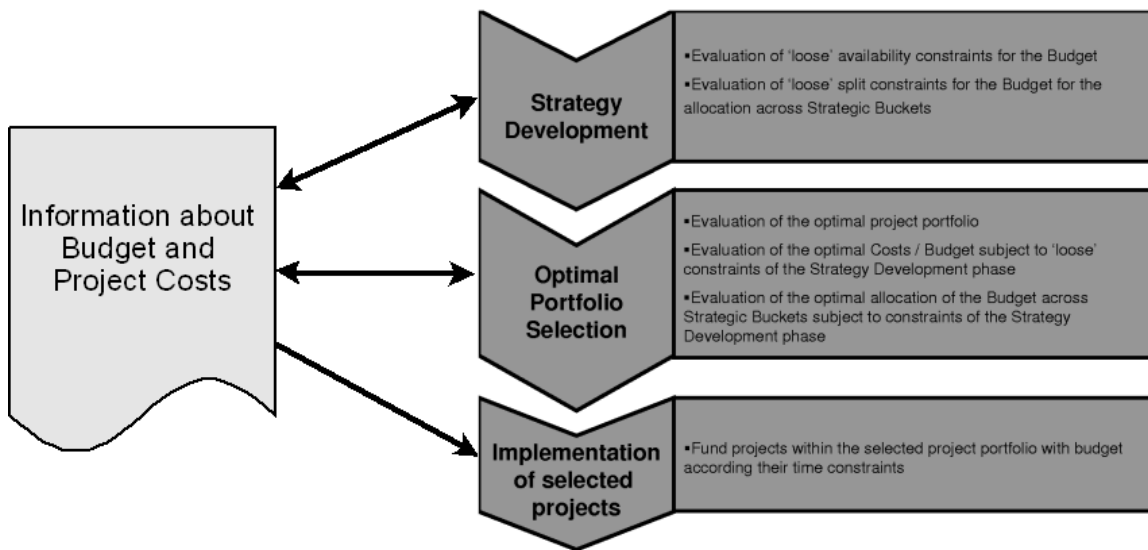 Information about
Budget and
Project Costs
Strategy
Development
▪Evaluation of ‘loose’ availability constraints for the Budget
▪Evaluation of ‘loose’ split constraints for the Budget for the
allocation across Strategic Buckets
Optimal
Portfolio
Selection
▪Evaluation of the optimal project portfolio
▪Evaluation of the optimal Costs / Budget subject to ‘loose’
constraints of the Strategy Development phase
▪Evaluation of the optimal allocation of the Budget across
Strategic Buckets subject to constraints of the Strategy
Development phase
Implementation
of selected
projects
▪Fund projects within the selected project portfolio with budget
according their time constraints